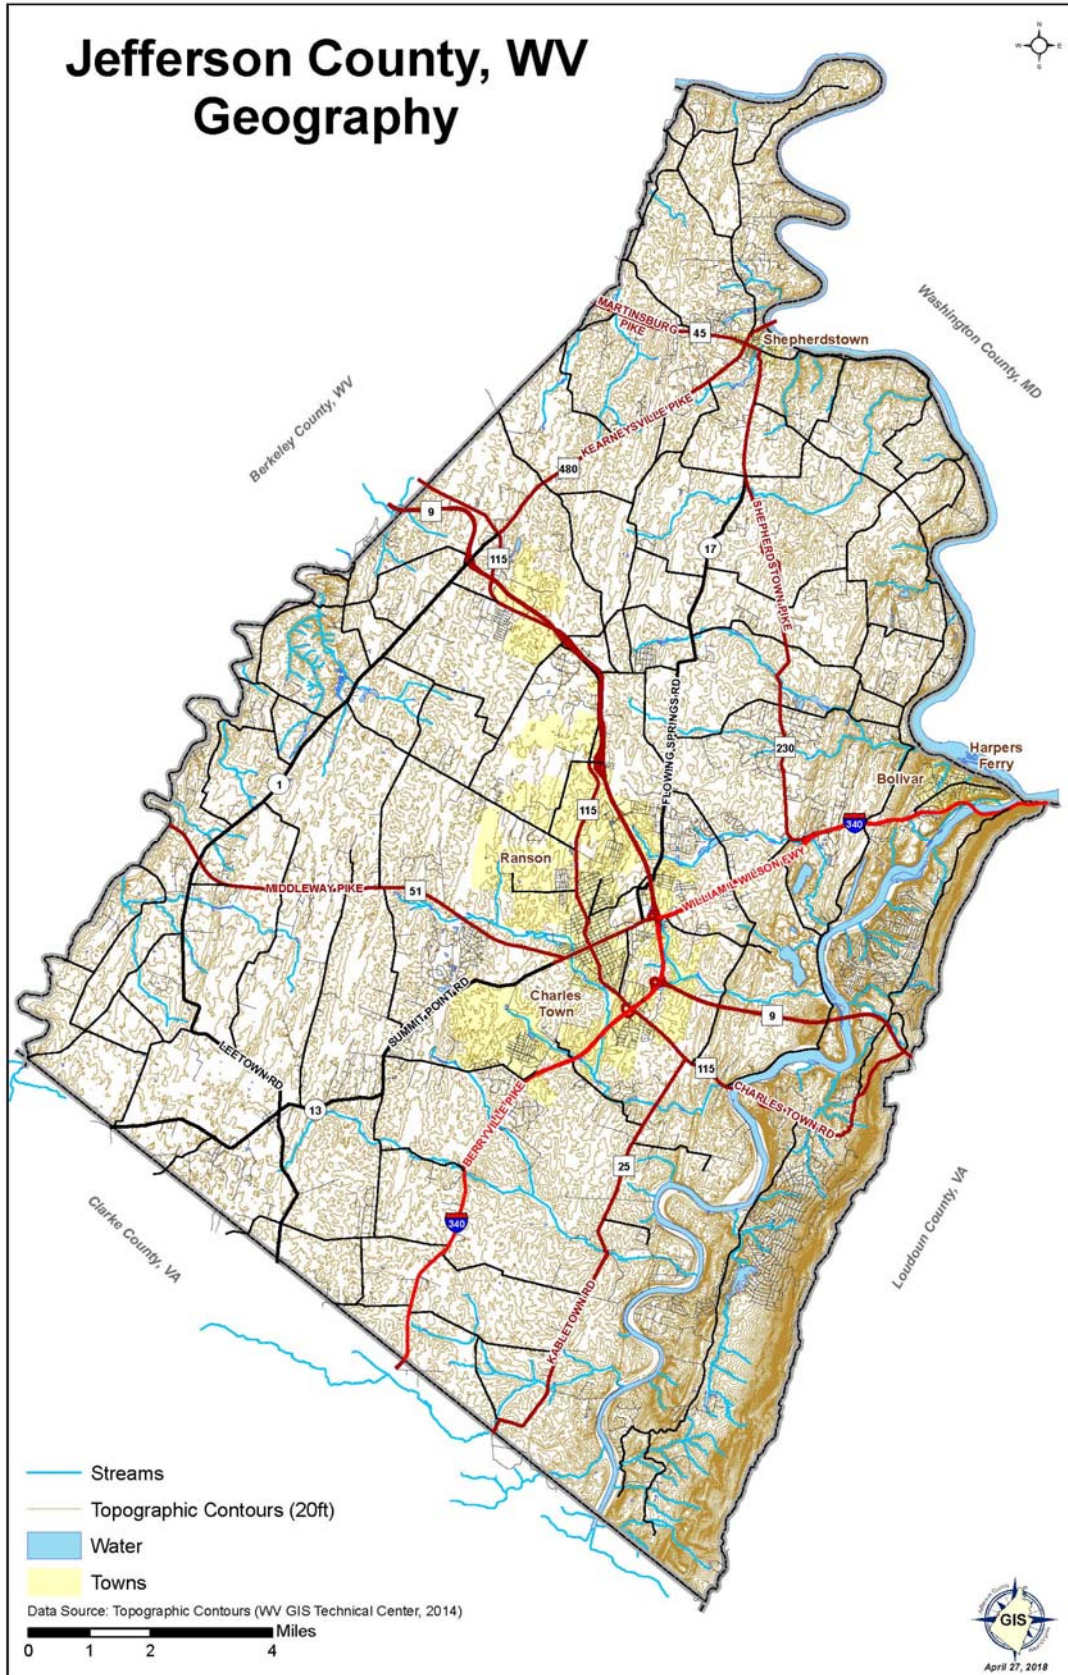 Jefferson County, WV
Geography
N
W
E
S
Washington County, MD
Berkeley County, WV
MARTINSBURG
PIKE
45
Shepherdstown
KEARNEYSVILLE PIKE
480
9
115
17
SHEPHERDSTOWN PIKE
FLOWING SPRINGS RD
230
Harpers
Ferry
Bolivar
1
115
340
Ranson
WILLIAM L WILSON FWY
MIDDLEWAY PIKE
51
SUMMIT POINT RD
Charles
Town
9
LEETOWN RD
115
CHARLES TOWN RD
13
BERRYVILLE PIKE
25
340
KABLETOWN RD
Clarke County, VA
Loudoun County, VA
Streams
Topographic Contours (20ft)
Water
Towns
Data Source: Topographic Contours (WV GIS Technical Center, 2014)
Miles
0 1 2 4
GIS
April 27, 2018